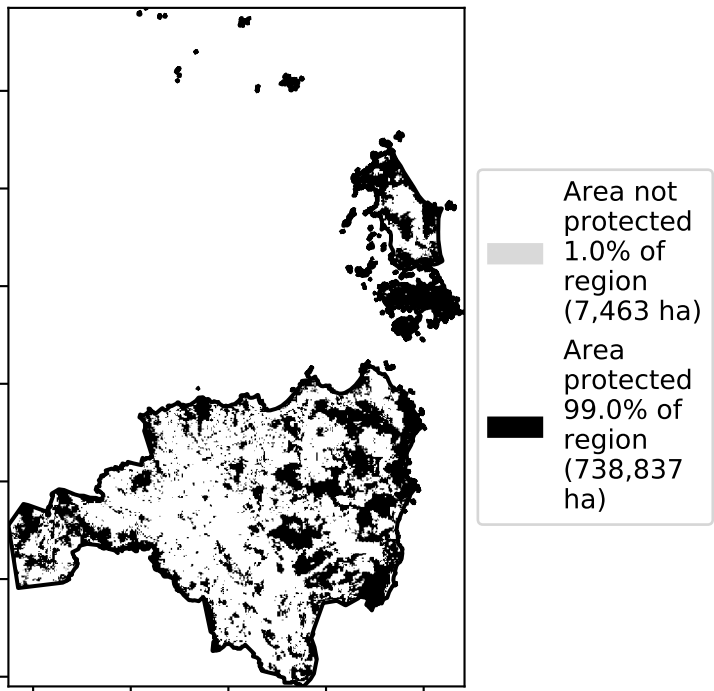 Area not
protected
1.0% of
region
(7,463 ha)
Area
protected
99.0% of
region
(738,837
ha)